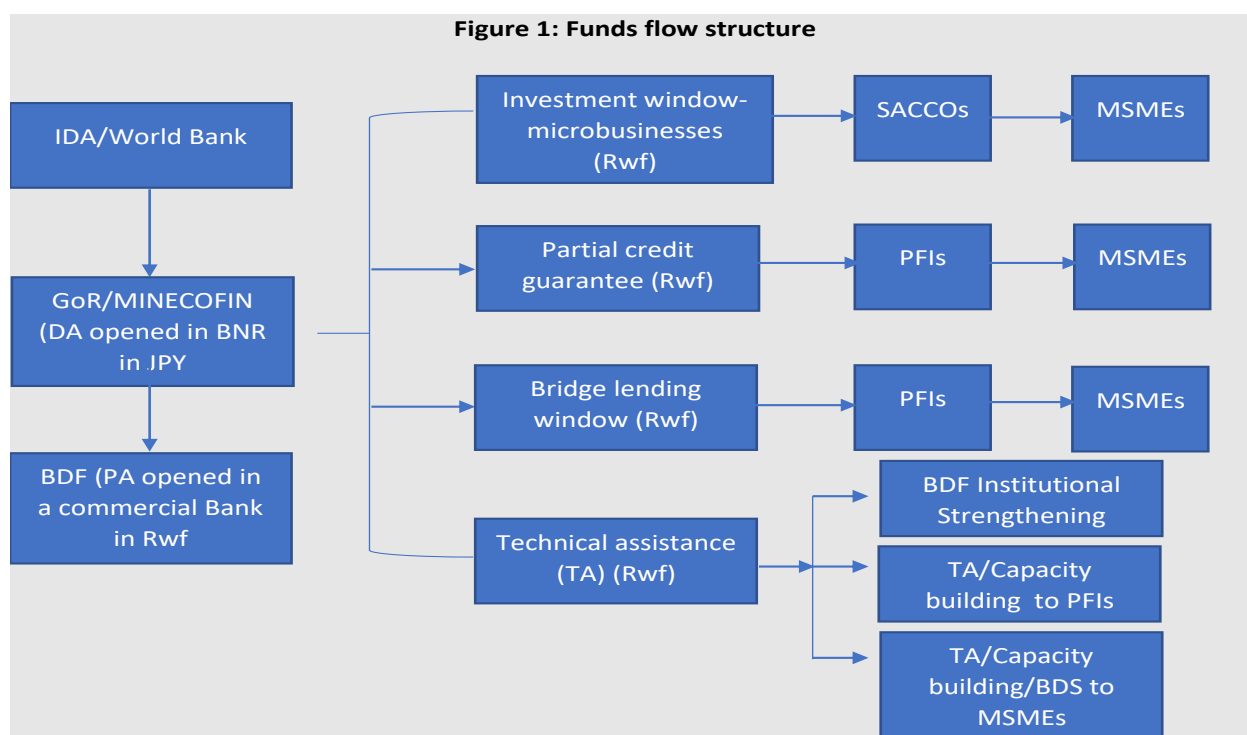 Figure 1: Funds flow structure
IDA/World Bank
GoR/MINECOFIN
(DA opened in BNR
in JPY
BDF (PA opened in
a commercial Bank
in Rwf
Investment window-
microbusinesses
(Rwf)
SACCOs
MSMEs
Partial credit
guarantee (Rwf)
PFIs
MSMEs
Bridge lending
window (Rwf)
PFIs
MSMEs
Technical assistance
(TA) (Rwf)
BDF Institutional
Strengthening
TA/Capacity
building to PFIs
TA/Capacity
building/BDS to
MSMEs